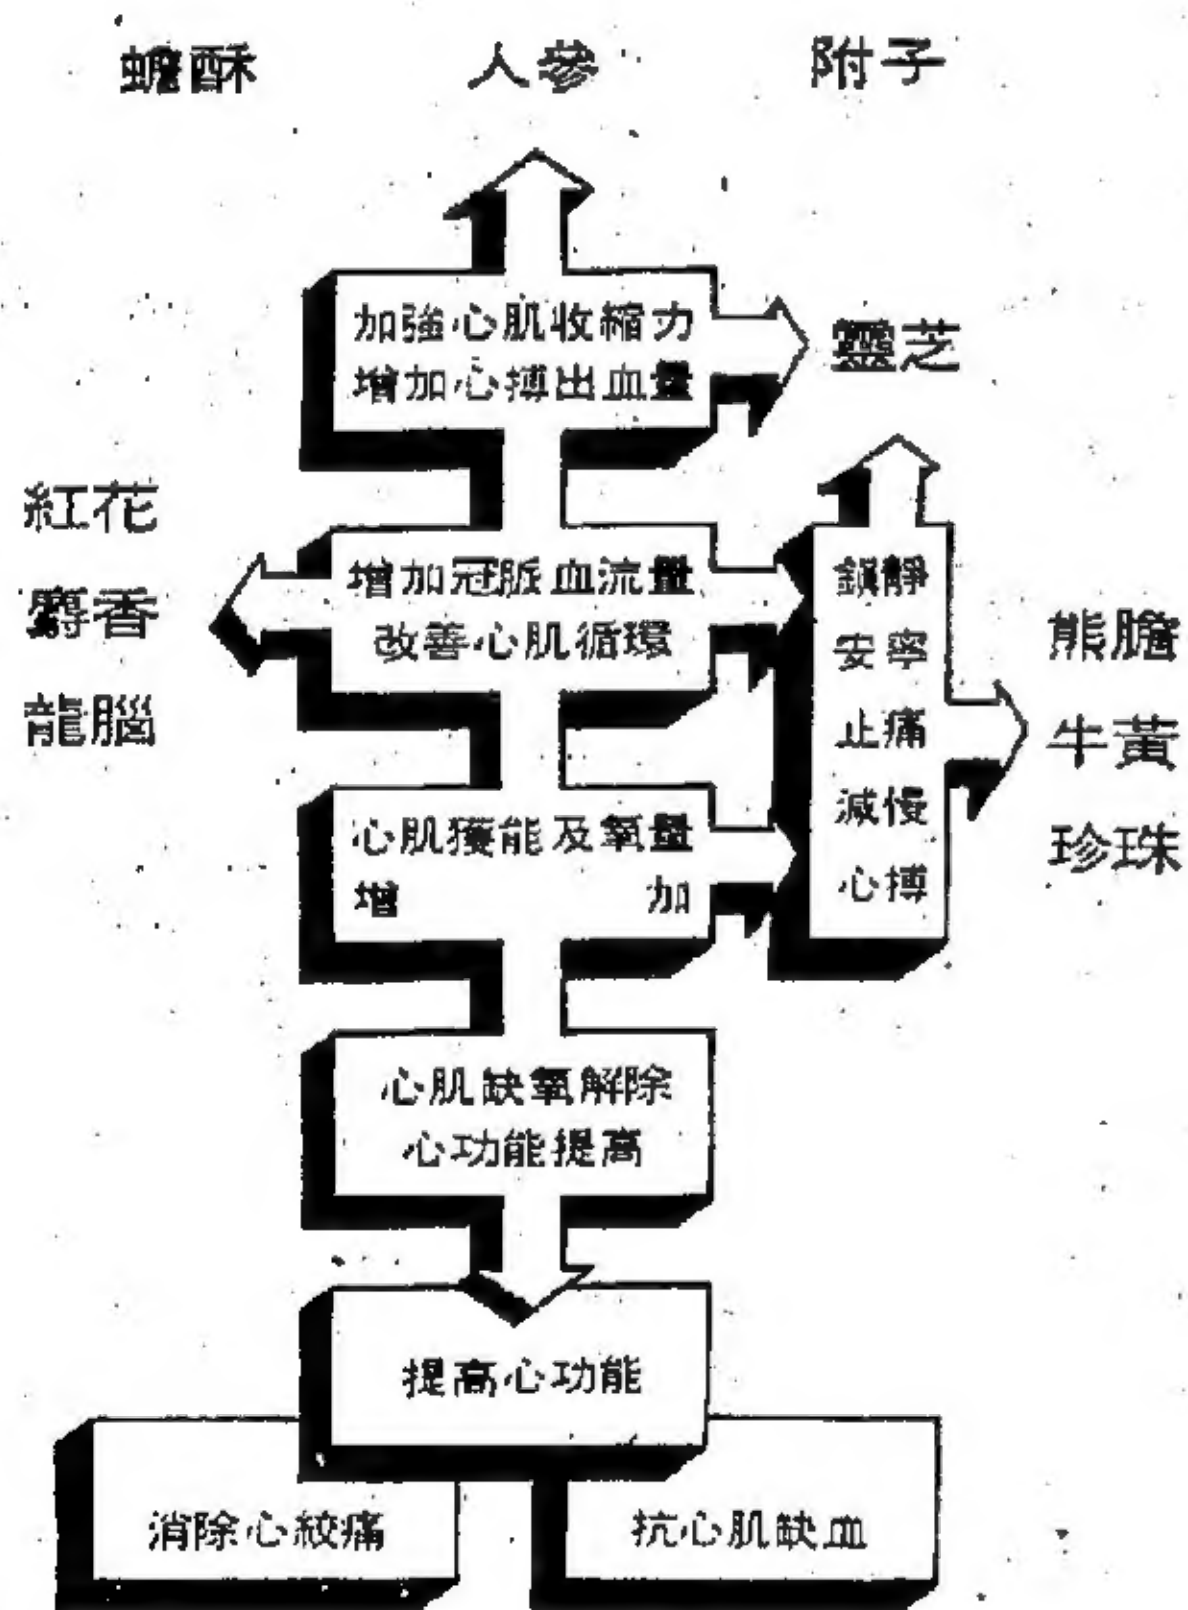 蟾酥 人參 附子
加強心肌收縮力
增加心搏出血量
靈芝
紅花
麝香
龍腦
增加冠脈血流量
改善心肌循環
鎮靜
安寧
止痛
減慢
心搏
熊膽
牛黃
珍珠
心肌獲能及氧量
增 加
心肌缺氧解除
心功能提高
提高心功能
消除心絞痛
抗心肌缺血